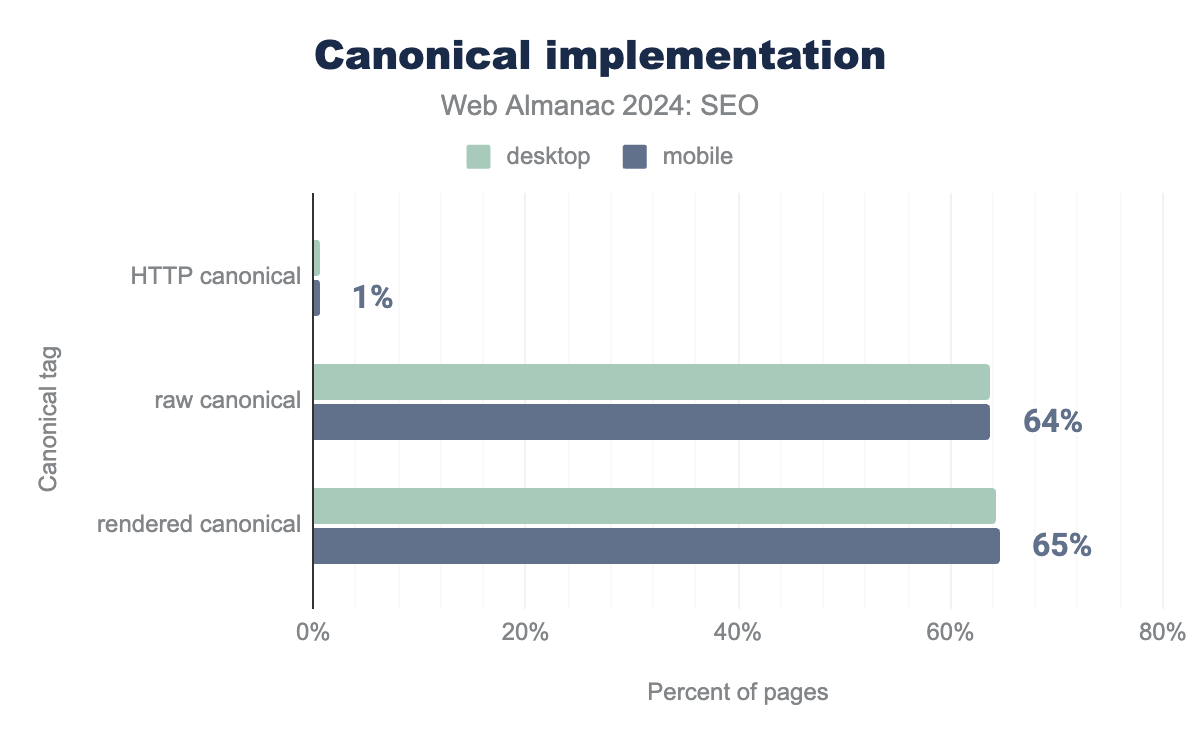 Canonical implementation
Web Almanac 2024: SEO
desktop
mobile
Canonical tag
HTTP canonical
1%
raw canonical
64%
rendered canonical
65%
0%
20%
40%
60%
80%
Percent of pages